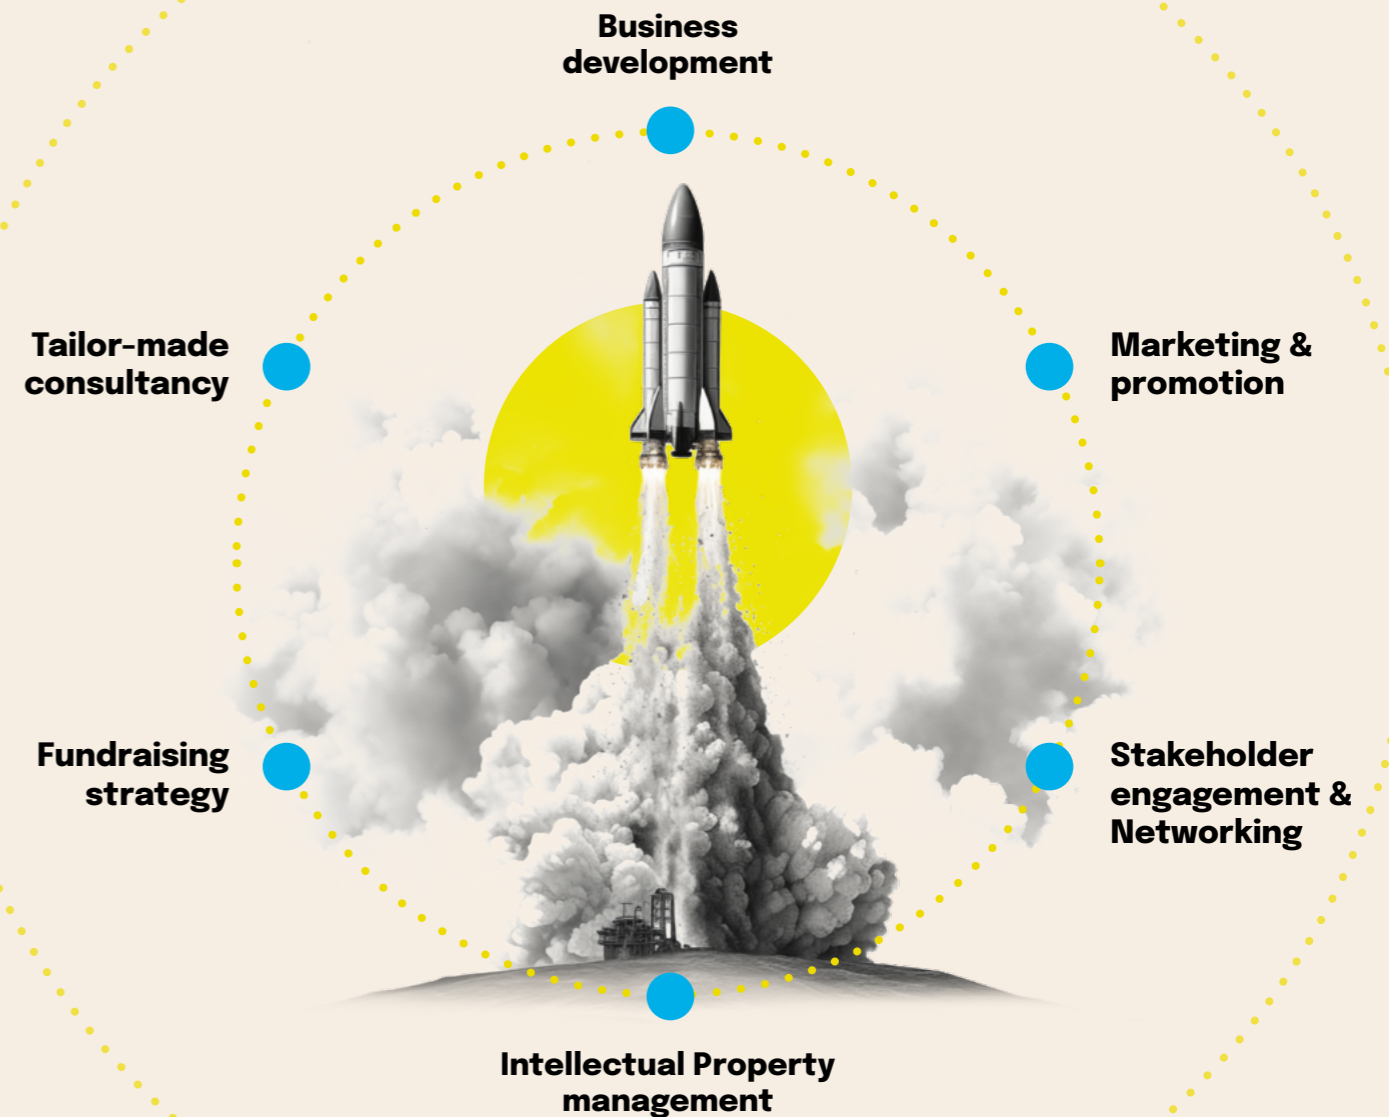 Business
development
Tailor-made
consultancy
Marketing &
promotion
Fundraising
strategy
Stakeholder
engagement &
Networking
Intellectual Property
management